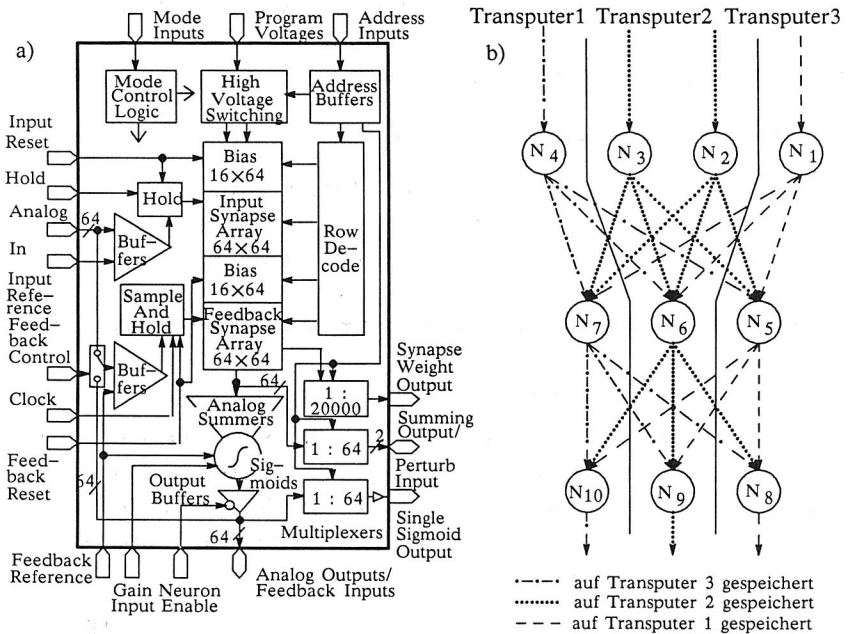 a)
Mode
Inputs
Program
Voltages
Address
Inputs
Mode
Control
Logic
High
Voltage
Switching
Address
Buffers
Input
Reset
Hold
Analog
In
Input
Reference
Feed-
back
Control
Clock
Feed-
back
Reset
64
Hold
Buf-
fers
Bias
16×64
Input
Synapse
Array
64×64
Bias
16×64
Feedback
Synapse
Array
64×64
Row
De-
code
Sample
And
Hold
Buf-
fers
64
Analog
Summers
Sig-
moids
Output
Buffers
64
64
1 :
20000
1 : 64
2
1 : 64
Multiplexers
Synapse
Weight
Output
Summing
Output/
Perturb
Input
Single
Sigmoid
Output
Feedback
Reference
Gain
Input
Neuron
Enable
Analog Outputs/
Feedback Inputs
b)
Transputer1 Transputer2 Transputer3
N4 N3 N2 N1
N7 N6 N5
N10 N9 N8
auf Transputer 3 gespeichert
auf Transputer 2 gespeichert
auf Transputer 1 gespeichert